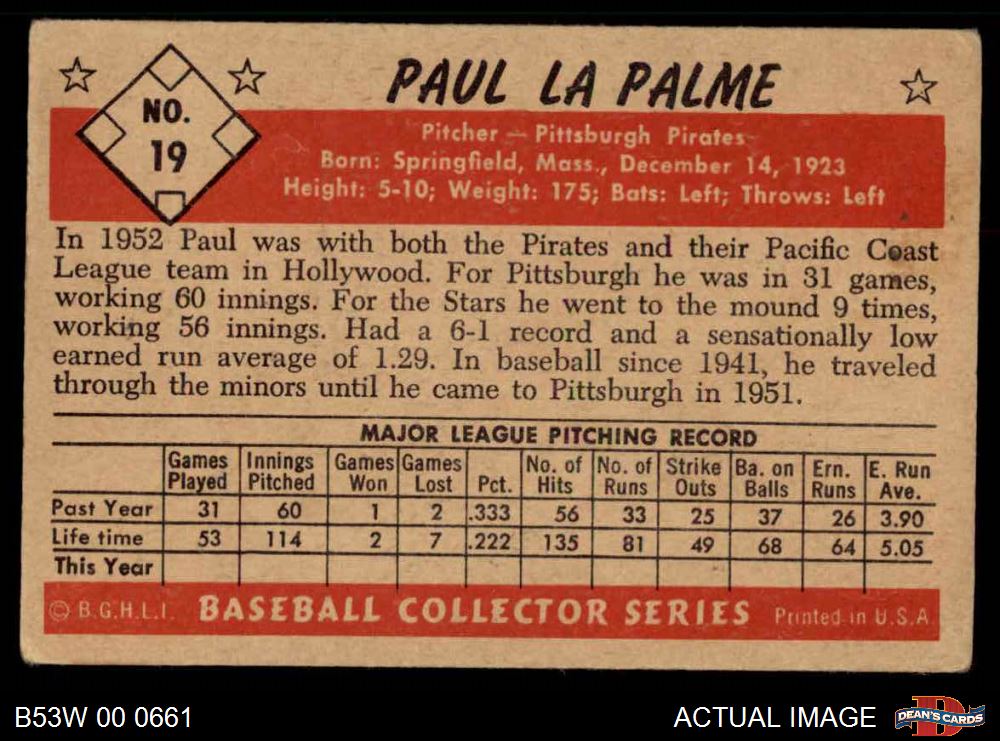 NO.
19
PAUL LA PALME
Pitcher — Pittsburgh Pirates
Born: Springfield, Mass., December 14, 1923
Height: 5-10; Weight: 175; Bats: Left; Throws: Left
In 1952 Paul was with both the Pirates and their Pacific Coast
League team in Hollywood. For Pittsburgh he was in 31 games,
working 60 innings. For the Stars he went to the mound 9 times,
working 56 innings. Had a 6-1 record and a sensationally low
earned run average of 1.29. In baseball since 1941, he traveled
through the minors until he came to Pittsburgh in 1951.
MAJOR LEAGUE PITCHING RECORD
Games Innings Games Games No. of No. of Strike Ba. on Ern. E. Run
Played Pitched Won Lost Pct. Hits Runs Outs Balls Runs Ave.
Past Year 31 60 1 2 .333 56 33 25 37 26 3.90
Life time 53 114 2 7 .222 135 81 49 68 64 5.05
This Year
© B.G.H.L.I. BASEBALL COLLECTOR SERIES Printed in U.S.A.
B53W 00 0661 ACTUAL IMAGE DEAN'S CARDS